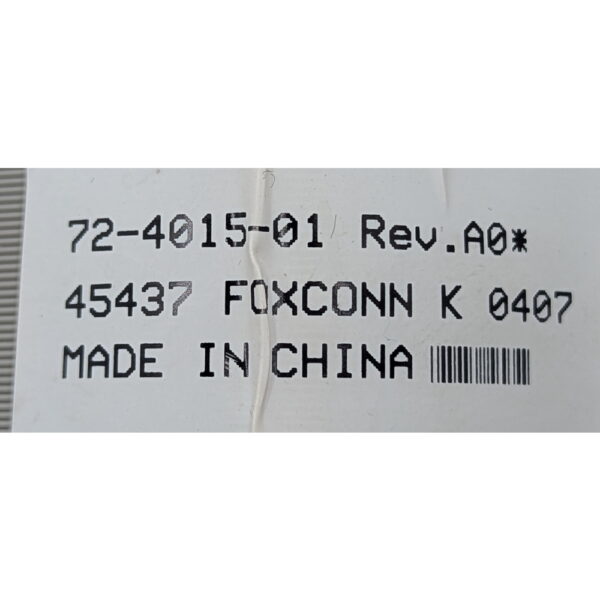 72-4015-01 Rev.A0*
45437 FOXCONN K 0407
MADE IN CHINA